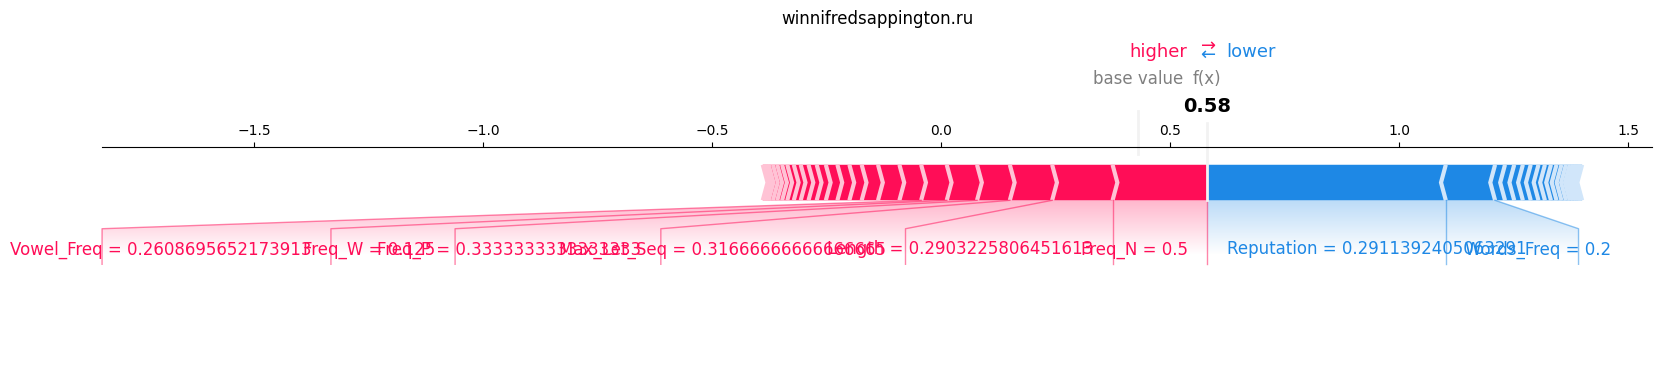 winnifredsappington.ru
higher ⇄ lower
base value f(x)
0.58
−1.5 −1.0 −0.5 0.0 0.5 1.0 1.5
Vowel_Freq = 0.2608695652173913 Freq_W = 0.125 Freq_P = 0.3333333333333333 Max_Let_Seq = 0.31666666666666665 Length = 0.2903225806451613 Freq_N = 0.5 Reputation = 0.2911392405063291 Words_Freq = 0.2